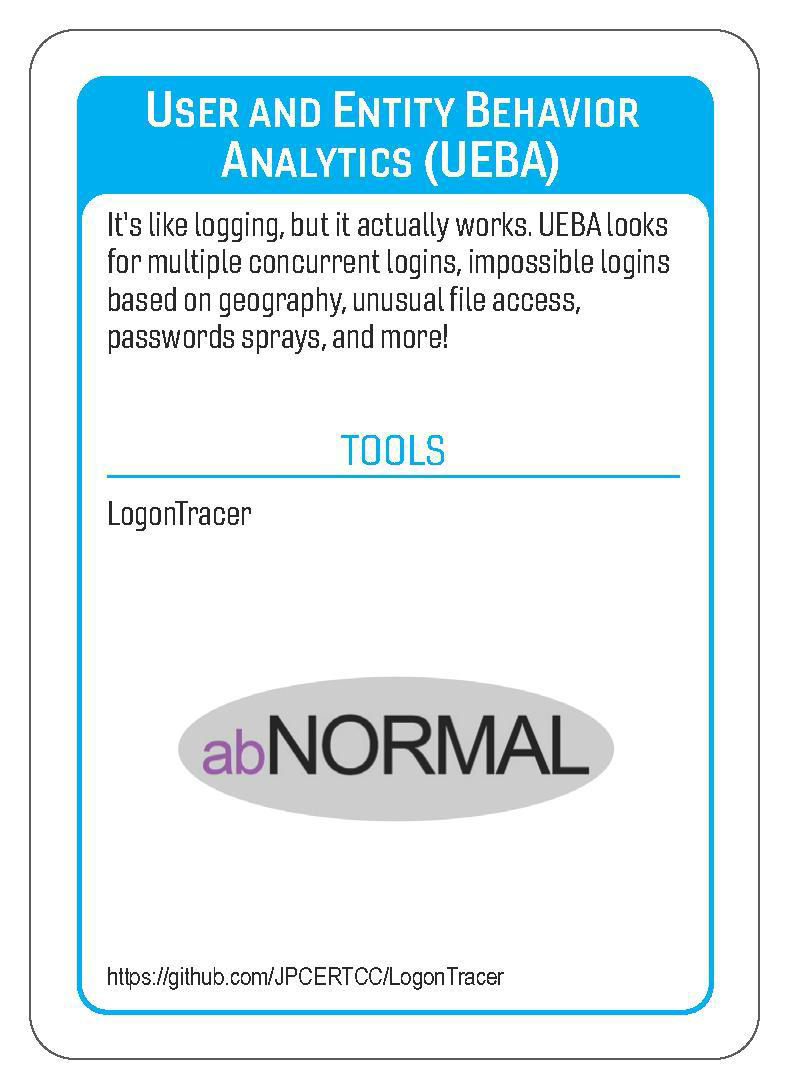 USER AND ENTITY BEHAVIOR
ANALYTICS (UEBA)
It's like logging, but it actually works. UEBA looks
for multiple concurrent logins, impossible logins
based on geography, unusual file access,
passwords sprays, and more!
TOOLS
LogonTracer
abNORMAL
https://github.com/JPCERTCC/LogonTracer